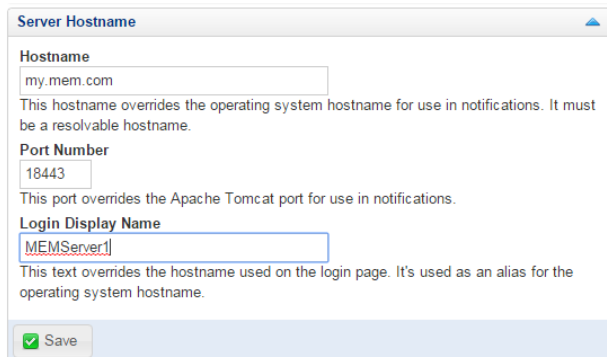 Server Hostname
Hostname
my.mem.com
This hostname overrides the operating system hostname for use in notifications. It must
be a resolvable hostname.
Port Number
18443
This port overrides the Apache Tomcat port for use in notifications.
Login Display Name
MEMServer1
This text overrides the hostname used on the login page. It's used as an alias for the
operating system hostname.
Save